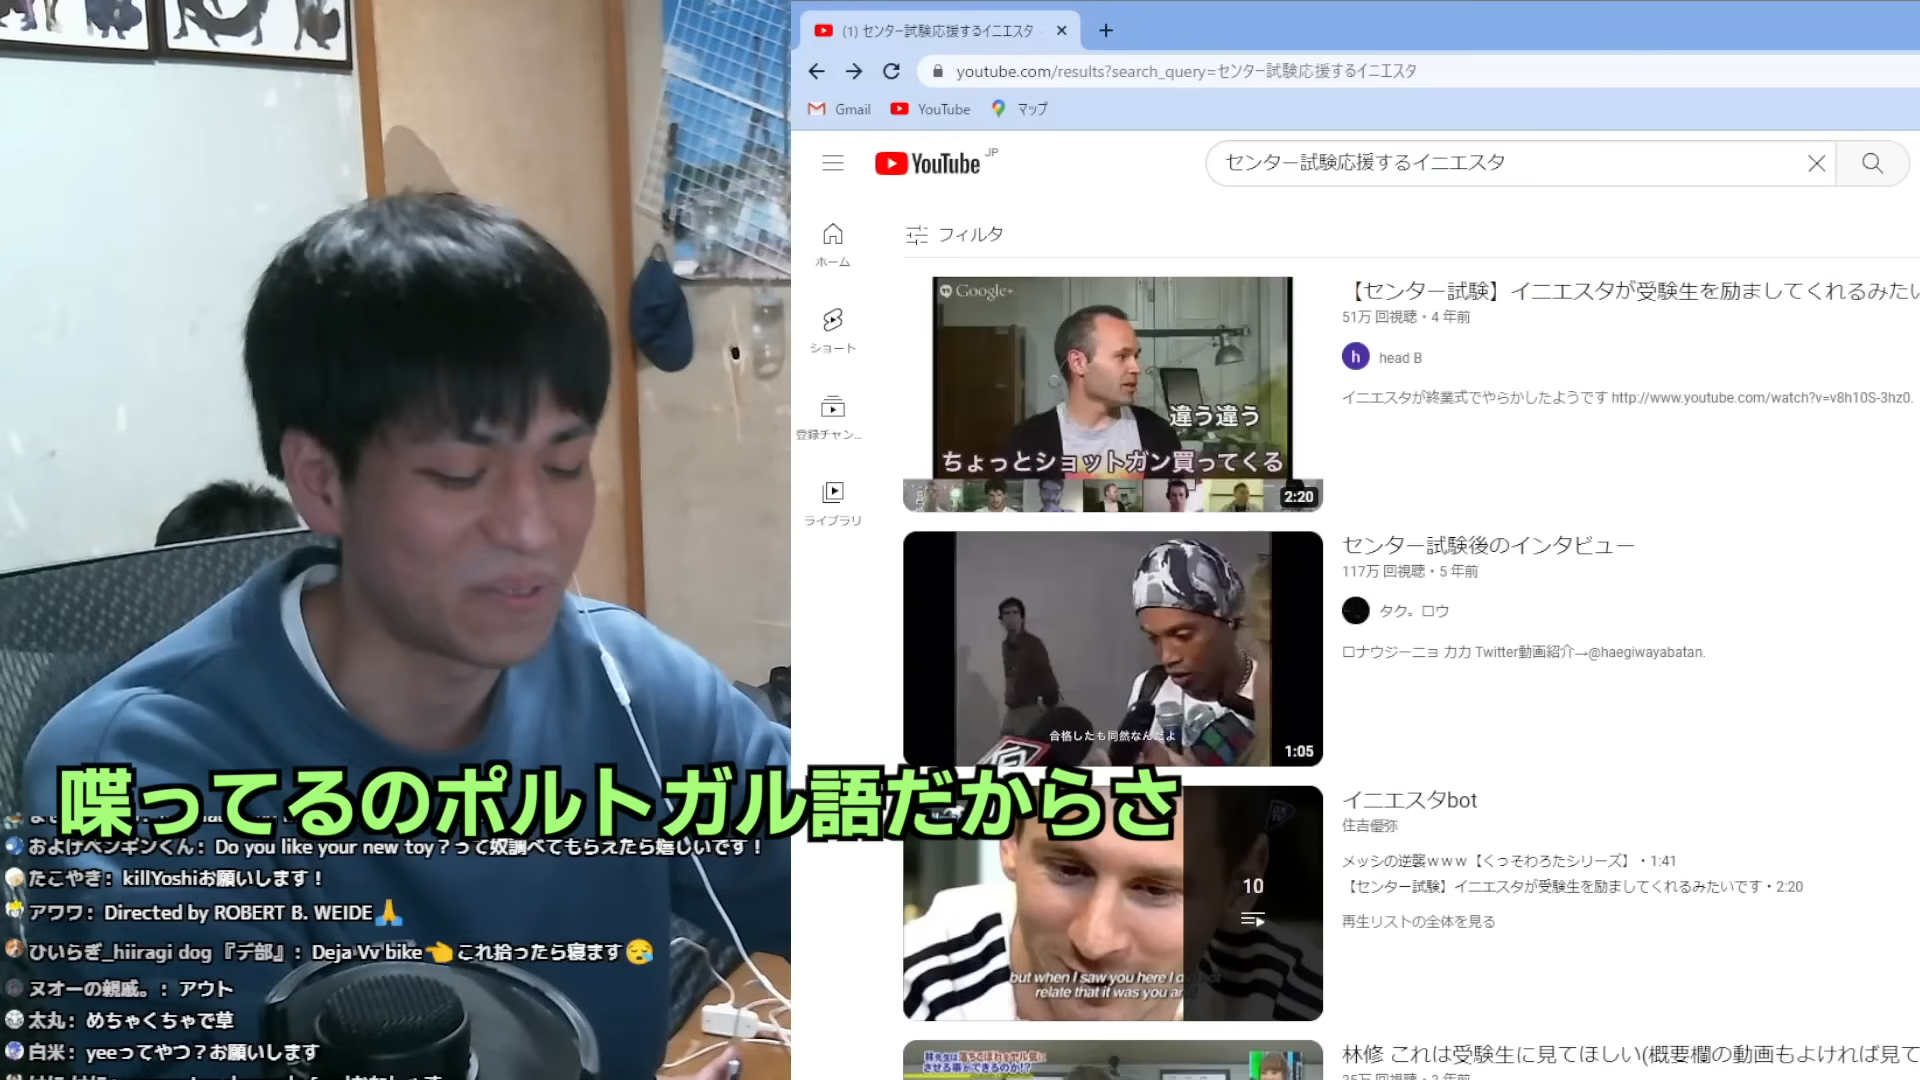 (1) センター試験応援するイニエスタ
youtube.com/results?search_query=センター試験応援するイニエスタ
Gmail
YouTube
マップ
YouTube JP
センター試験応援するイニエスタ
ホーム
ショート
登録チャン...
ライブラリ
フィルタ
Google+
違う違う
ちょっとショットガン買ってくる
2:20
【センター試験】イニエスタが受験生を励ましてくれるみたい
51万 回視聴・4 年前
h head B
イニエスタが終業式でやらかしたようです http://www.youtube.com/watch?v=v8h10S-3hz0.
合格したも同然なんだよ
1:05
センター試験後のインタビュー
117万 回視聴・5 年前
タク。ロウ
ロナウジーニョ カカ Twitter動画紹介→@haegiwayabatan.
喋ってるのポルトガル語だからさ
10
but when I saw you here I
relate that it was you
イニエスタbot
住吉優弥
メッシの逆襲ｗｗｗ【くっそわろたシリーズ】・1:41
【センター試験】イニエスタが受験生を励ましてくれるみたいです・2:20
再生リストの全体を見る
林修 これは受験生に見てほしい(概要欄の動画もよければ見て
およげペンギンくん: Do you like your new toy？って奴調べてもらえたら嬉しいです！
たこやき: killYoshiお願いします！
アワワ: Directed by ROBERT B. WEIDE🙏
ひいらぎ_hiiragi dog『デ部』: Deja Vv bike👈これ拾ったら寝ます😪
ヌオーの親戚。: アウト
太丸: めちゃくちゃで草
白米: yeeってやつ？お願いします